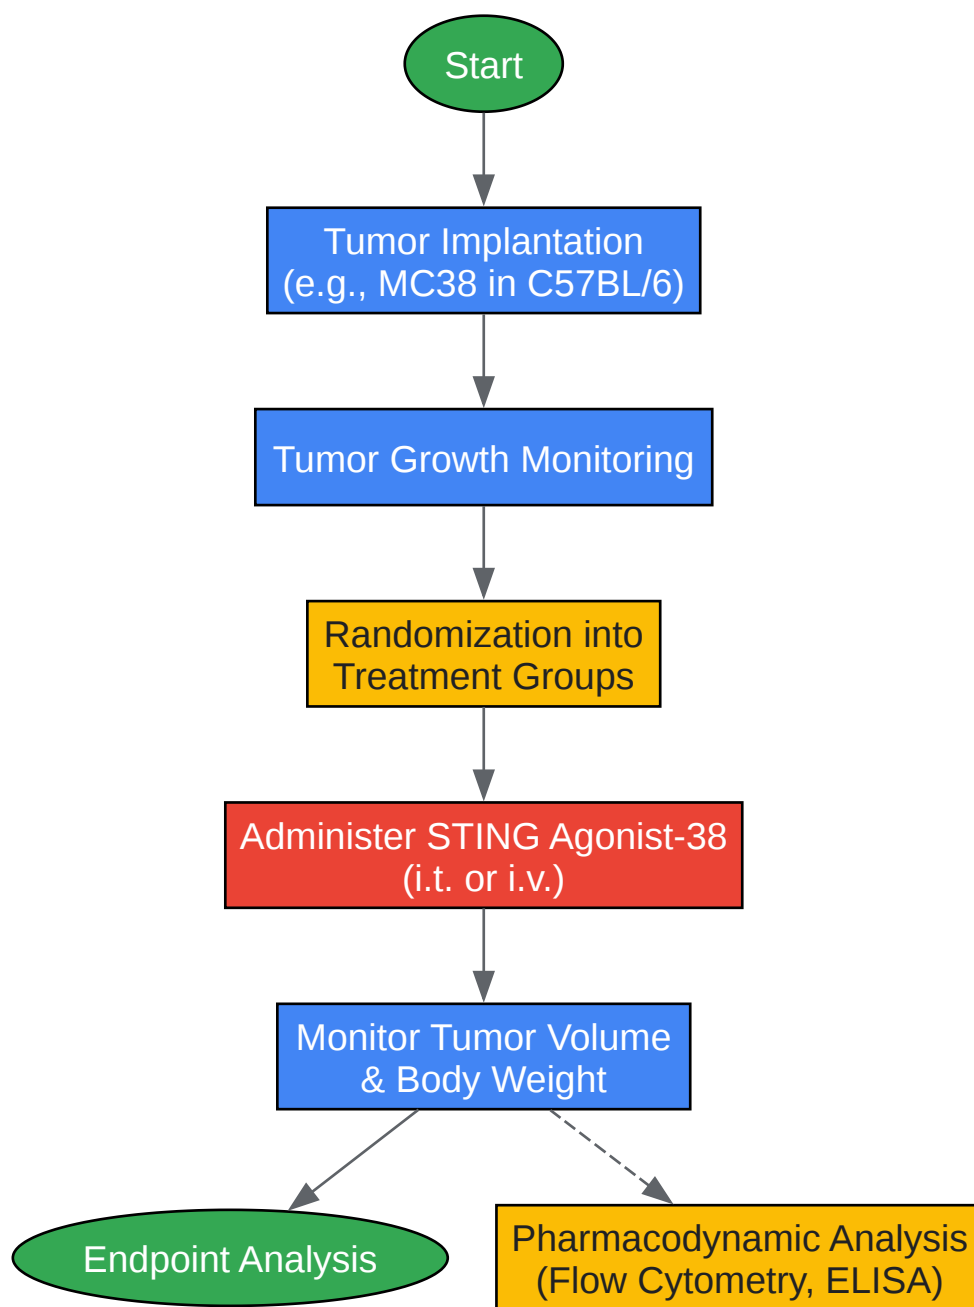 Start
Tumor Implantation
(e.g., MC38 in C57BL/6)
Tumor Growth Monitoring
Randomization into
Treatment Groups
Administer STING Agonist-38
(i.t. or i.v.)
Monitor Tumor Volume
& Body Weight
Endpoint Analysis
Pharmacodynamic Analysis
(Flow Cytometry, ELISA)